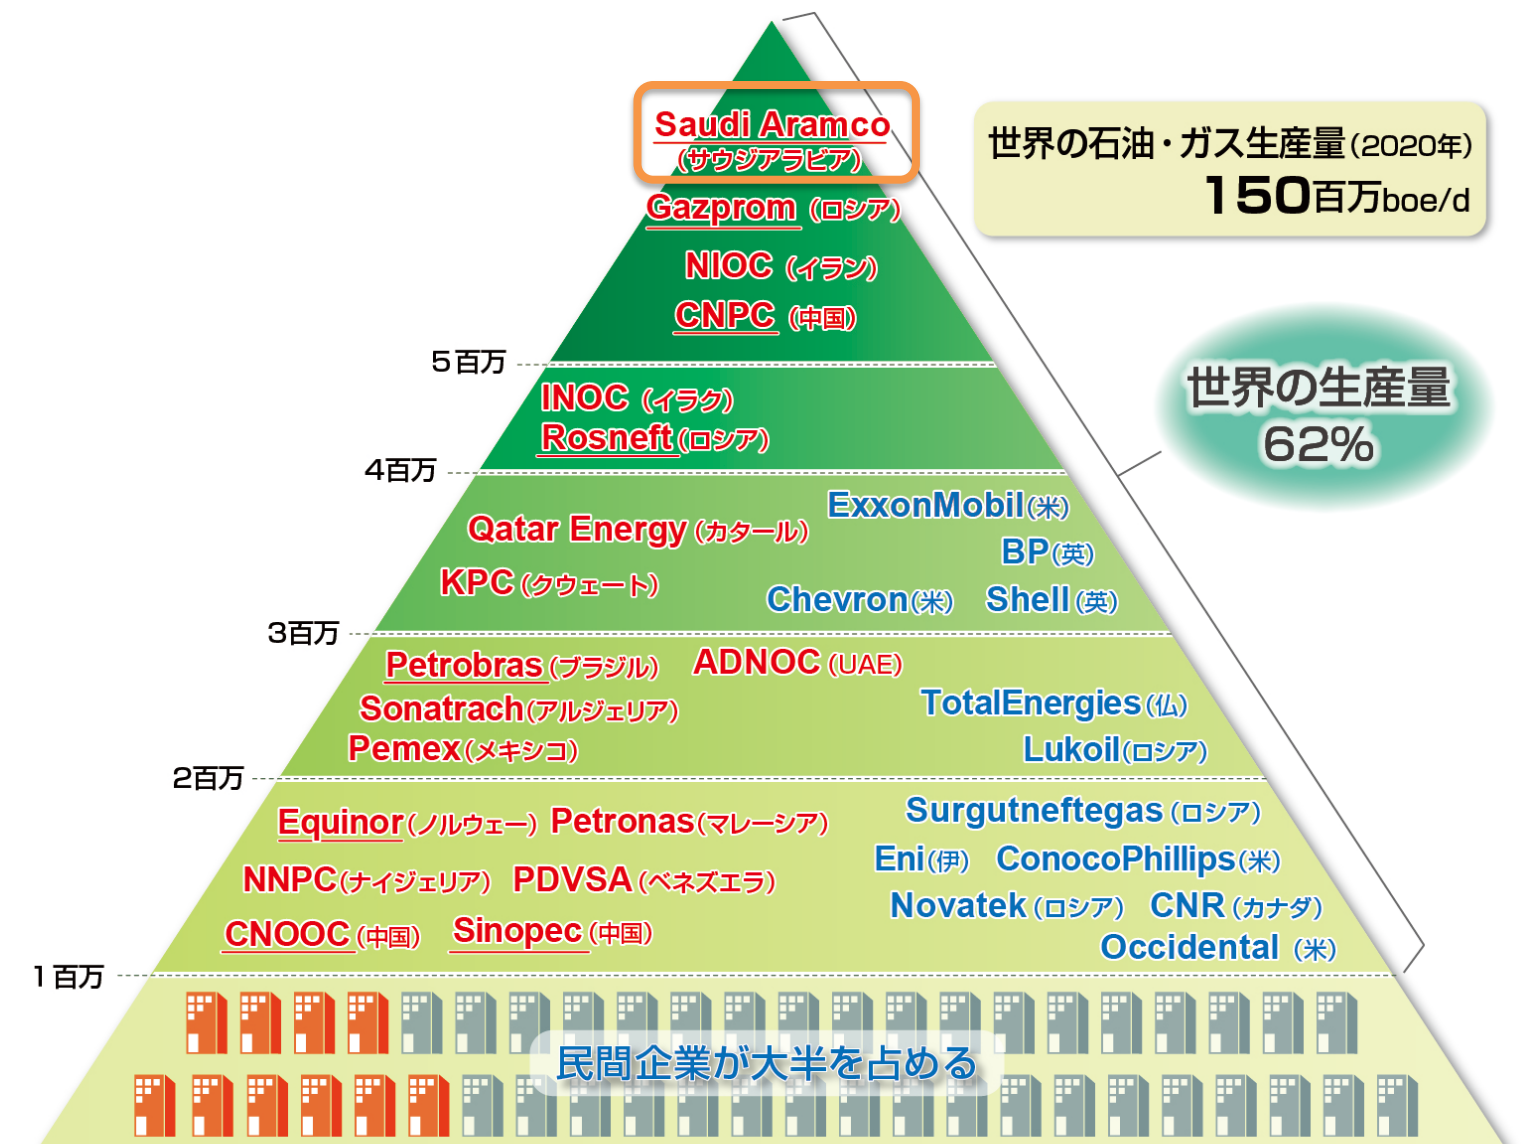 Saudi Aramco
（サウジアラビア）
世界の石油・ガス生産量（2020年）
150百万boe/d
Gazprom（ロシア）
NIOC（イラン）
CNPC（中国）
5百万
世界の生産量
62%
INOC（イラク）
Rosneft（ロシア）
4百万
ExxonMobil（米）
Qatar Energy（カタール）
BP（英）
KPC（クウェート）
Chevron（米） Shell（英）
3百万
Petrobras（ブラジル） ADNOC（UAE）
Sonatrach（アルジェリア） TotalEnergies（仏）
Pemex（メキシコ） Lukoil（ロシア）
2百万
Equinor（ノルウェー） Petronas（マレーシア） Surgutneftegas（ロシア）
NNPC（ナイジェリア） PDVSA（ベネズエラ） Eni（伊） ConocoPhillips（米）
Novatek（ロシア） CNR（カナダ）
CNOOC（中国） Sinopec（中国） Occidental（米）
1百万
民間企業が大半を占める